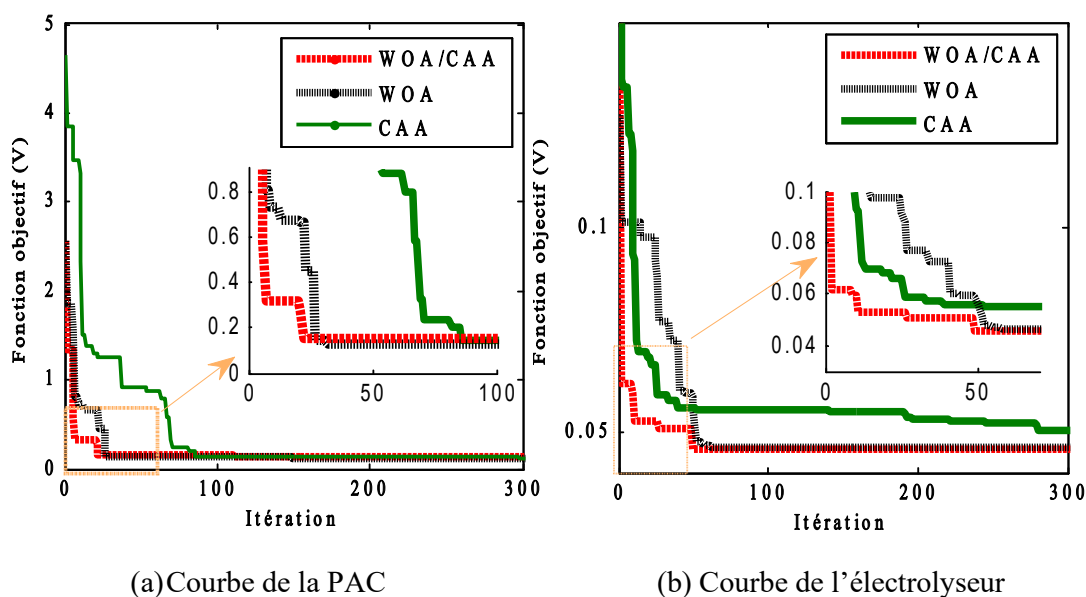 5
4
3
2
1
0
Fonction objectif (V)
WOA/CAA
WOA
CAA
0.8
0.6
0.4
0.2
0
0
50
100
0
100
200
300
Itération
Fonction objectif (V)
0.1
0.05
WOA/CAA
WOA
CAA
0.1
0.08
0.06
0.04
0
50
0
100
200
300
Itération
(a) Courbe de la PAC
(b) Courbe de l’électrolyseur